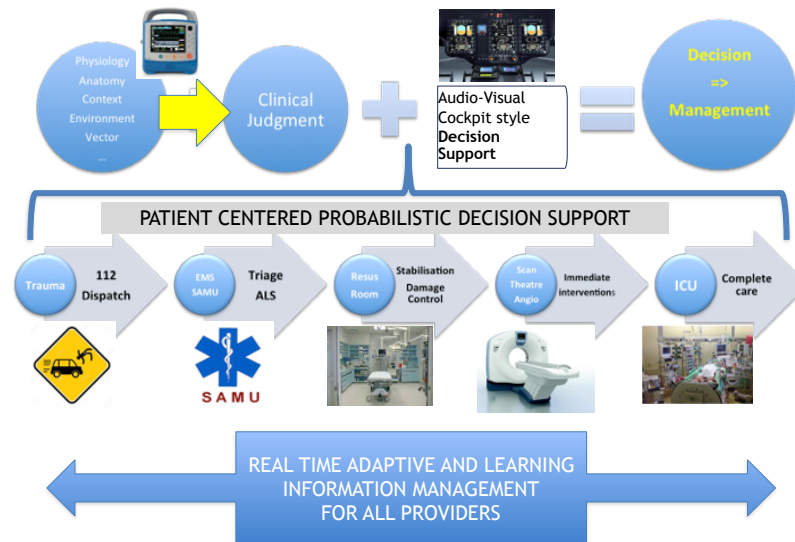 Physiology
Anatomy
Context
Environment
Vector
...
Clinical
Judgment
Audio-Visual
Cockpit style
Decision
Support
Decision
=>
Management
PATIENT CENTERED PROBABILISTIC DECISION SUPPORT
Trauma
112
Dispatch
EMS
SAMU
Triage
ALS
Resus
Room
Stabilisation
Damage
Control
Scan
Theatre
Angio
Immediate
interventions
ICU
Complete
care
SAMU
REAL TIME ADAPTIVE AND LEARNING
INFORMATION MANAGEMENT
FOR ALL PROVIDERS